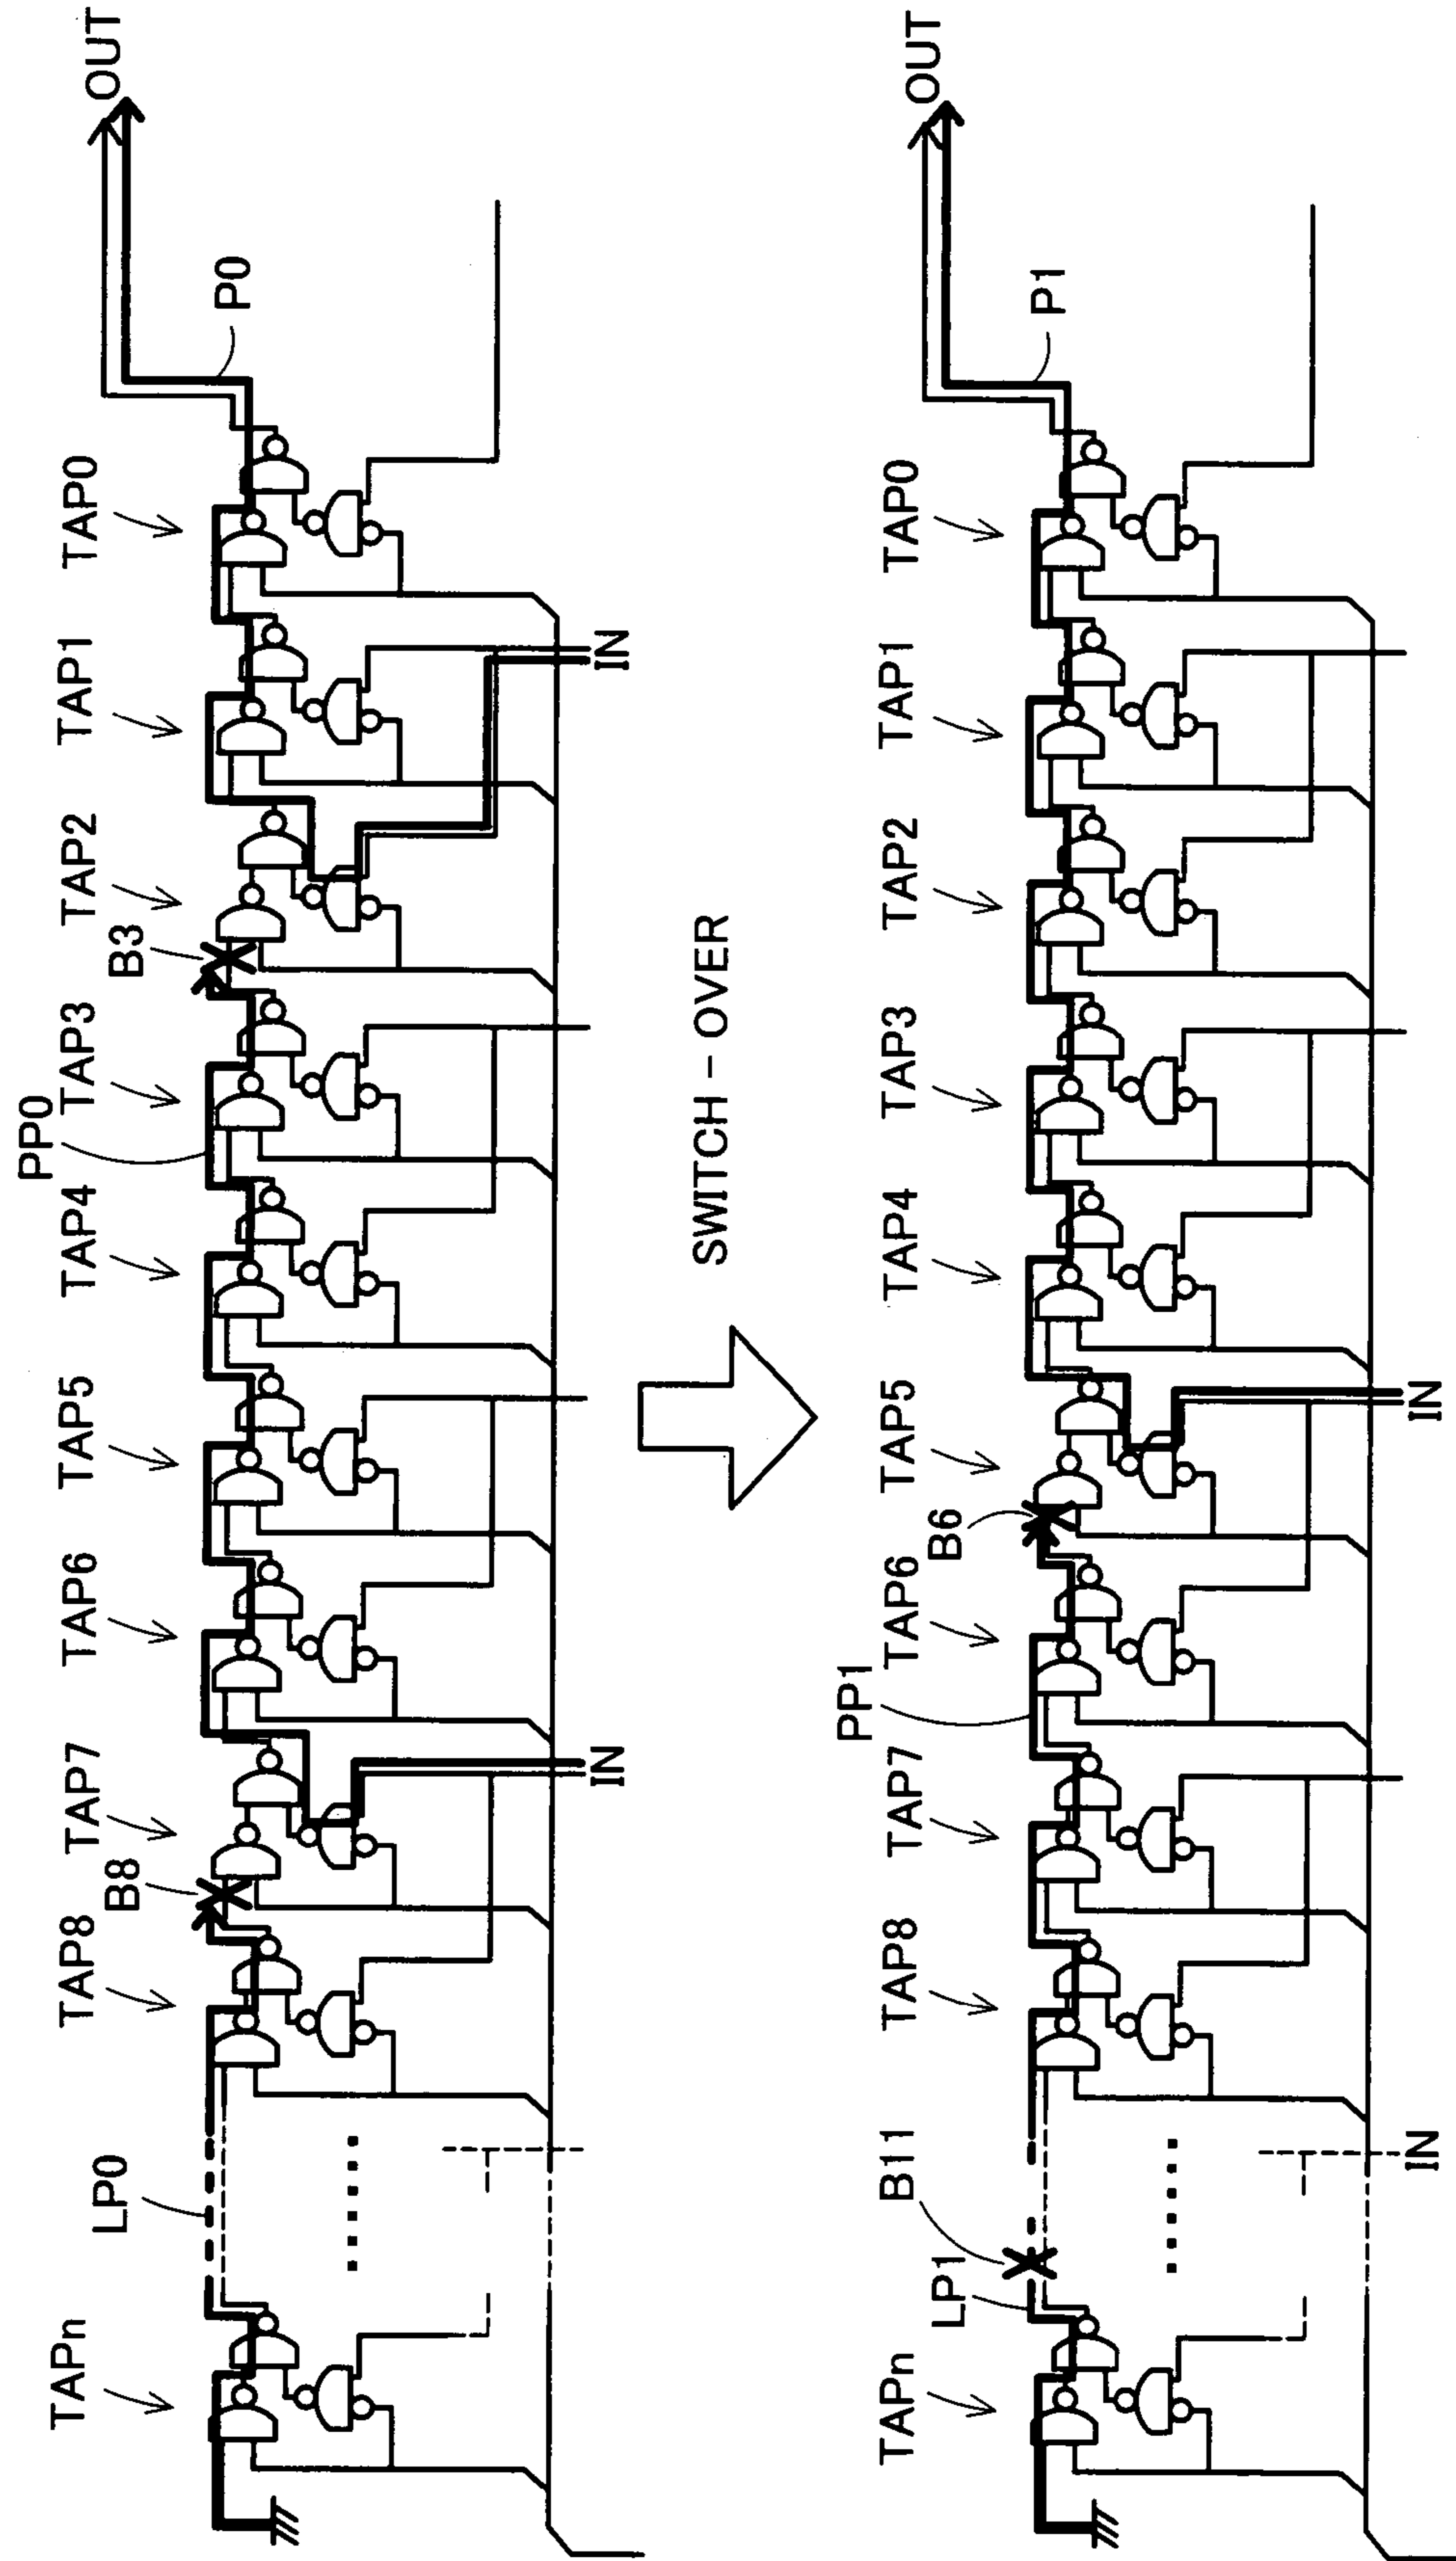 OUT
P0
TAP0
TAP1
TAP2
B3
TAP3
PP0
TAP4
TAP5
TAP6
TAP7
B8
TAP8
LP0
TAPn
IN
IN
SWITCH - OVER
OUT
P1
TAP0
TAP1
TAP2
TAP3
TAP4
TAP5
B6
TAP6
PP1
TAP7
TAP8
B11
LP1
TAPn
IN
IN